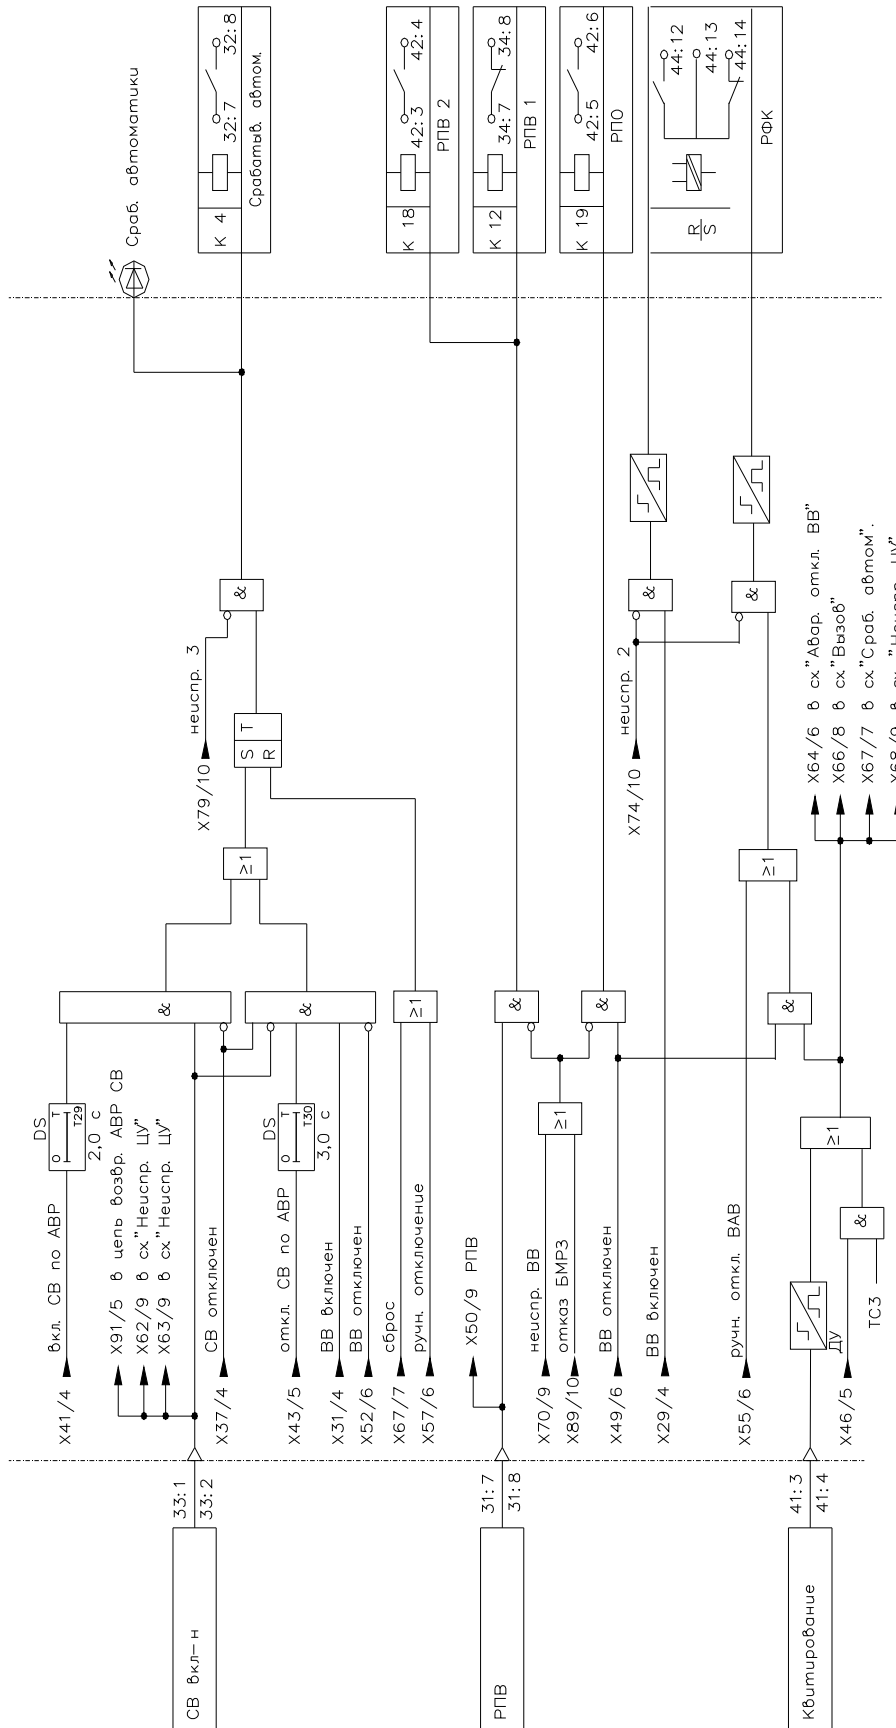 СВ вкл-н
33:1
33:2
X41/4
вкл. СВ по АВР
DS
О Т
T29
2,0 с
X91/5 в цепь возвр. АВР СВ
X62/9 в сх."Неиспр. ЦУ"
X63/9 в сх."Неиспр. ЦУ"
X37/4
СВ отключен
X43/5
откл. СВ по АВР
DS
О Т
T30
3,0 с
X31/4
ВВ включен
X52/6
ВВ отключен
X67/7
сброс
X57/6
ручн. отключение
&
&
≥1
≥1
S T
R
X79/10
неиспр. 3
&
Сраб. автоматики
К 4
32:7
32:8
Срабатыв. автом.
РПВ
31:7
31:8
X50/9 РПВ
X70/9
неиспр. ВВ
X89/10
отказ БМРЗ
≥1
X49/6
ВВ отключен
&
&
К 18
42:3
42:4
РПВ 2
К 12
34:7
34:8
РПВ 1
К 19
42:5
42:6
РПО
X29/4
ВВ включен
X74/10
неиспр. 2
&
&
X55/6
ручн. откл. ВАВ
≥1
&
R
S
44:12
44:13
44:14
РФК
Квитирование
41:3
41:4
X46/5
ДУ
ТС3
&
≥1
X64/6 в сх."Авар. откл. ВВ"
X66/8 в сх."Вызов"
X67/7 в сх."Сраб. автом".
X68/9 в сх. "Неиспр. ЦУ"